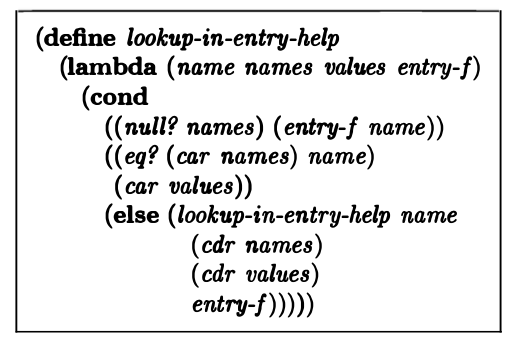 (define lookup-in-entry-help
(lambda (name names values entry-f)
(cond
((null? names) (entry-f name))
((eq? (car names) name)
(car values))
(else (lookup-in-entry-help name
(cdr names)
(cdr values)
entry-f)))))